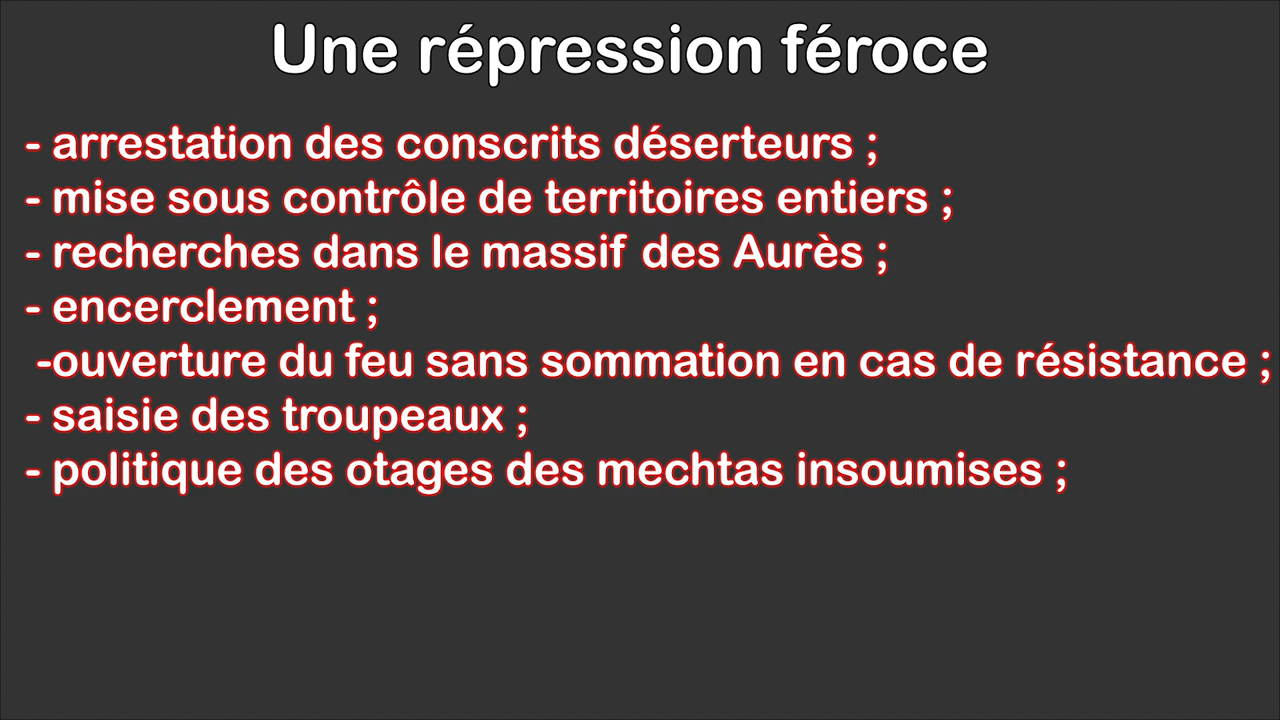 Une répression féroce
- arrestation des conscrits déserteurs ;
- mise sous contrôle de territoires entiers ;
- recherches dans le massif des Aurès ;
- encerclement ;
-ouverture du feu sans sommation en cas de résistance ;
- saisie des troupeaux ;
- politique des otages des mechtas insoumises ;